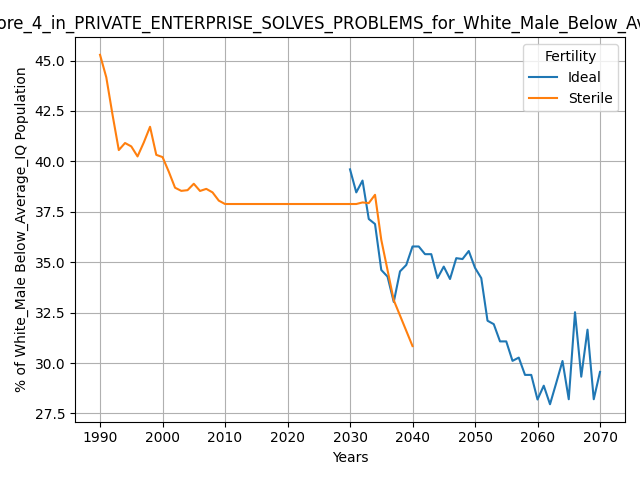 ore_4_in_PRIVATE_ENTERPRISE_SOLVES_PROBLEMS_for_White_Male_Below_Av
Fertility
Ideal
Sterile
% of White_Male Below_Average_IQ Population
45.0
42.5
40.0
37.5
35.0
32.5
30.0
27.5
1990 2000 2010 2020 2030 2040 2050 2060 2070
Years